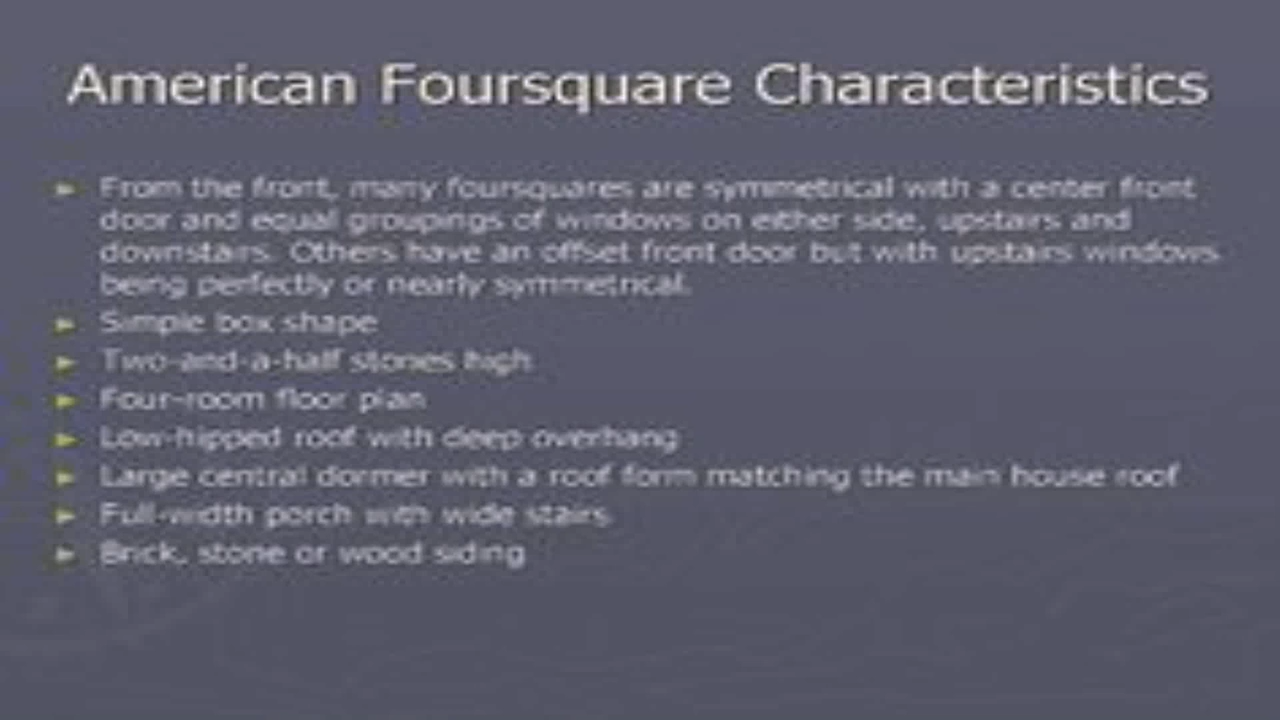 American Foursquare Characteristics
From the front, many foursquares are symmetrical with a center front
door and equal groupings of windows on either side, upstairs and
downstairs. Others have an offset front door but with upstairs windows
being perfectly or nearly symmetrical.
Simple box shape
Two-and-a-half stories high
Four-room floor plan
Low-hipped roof with deep overhang
Large central dormer with a roof form matching the main house roof
Full-width porch with wide stairs
Brick, stone or wood siding